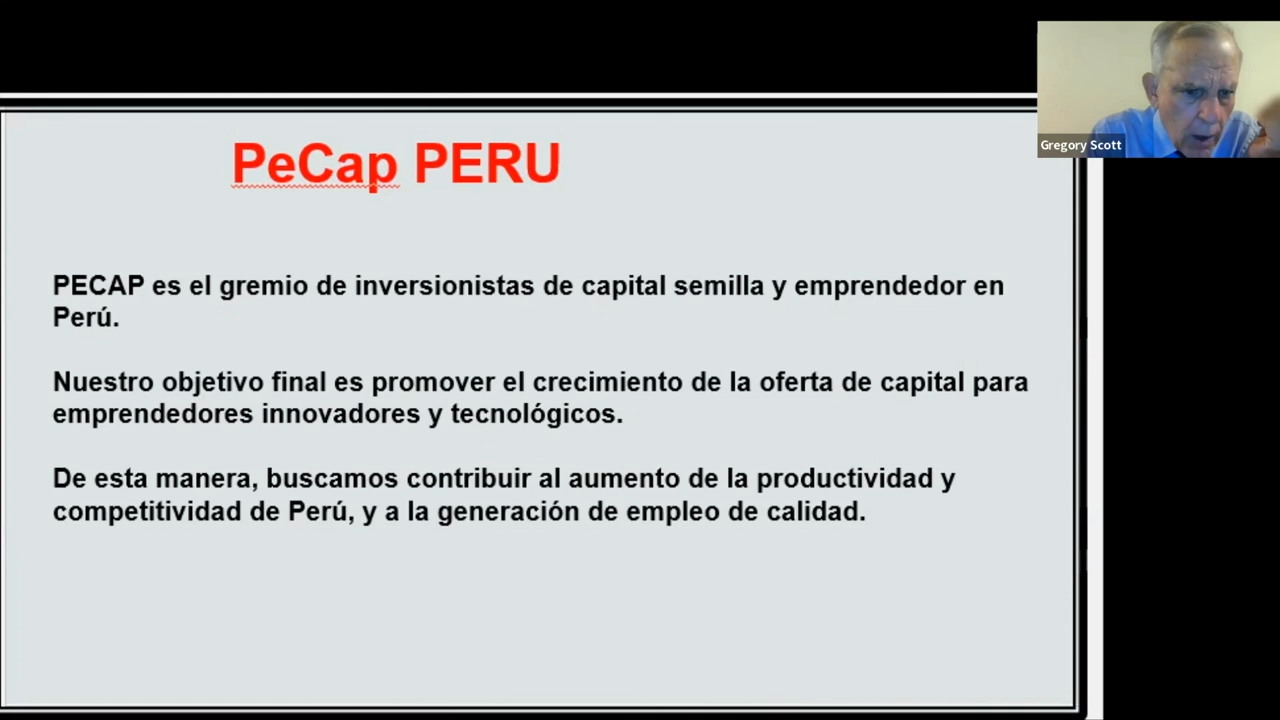 PeCap PERU
Gregory Scott
PECAP es el gremio de inversionistas de capital semilla y emprendedor en
Perú.
Nuestro objetivo final es promover el crecimiento de la oferta de capital para
emprendedores innovadores y tecnológicos.
De esta manera, buscamos contribuir al aumento de la productividad y
competitividad de Perú, y a la generación de empleo de calidad.